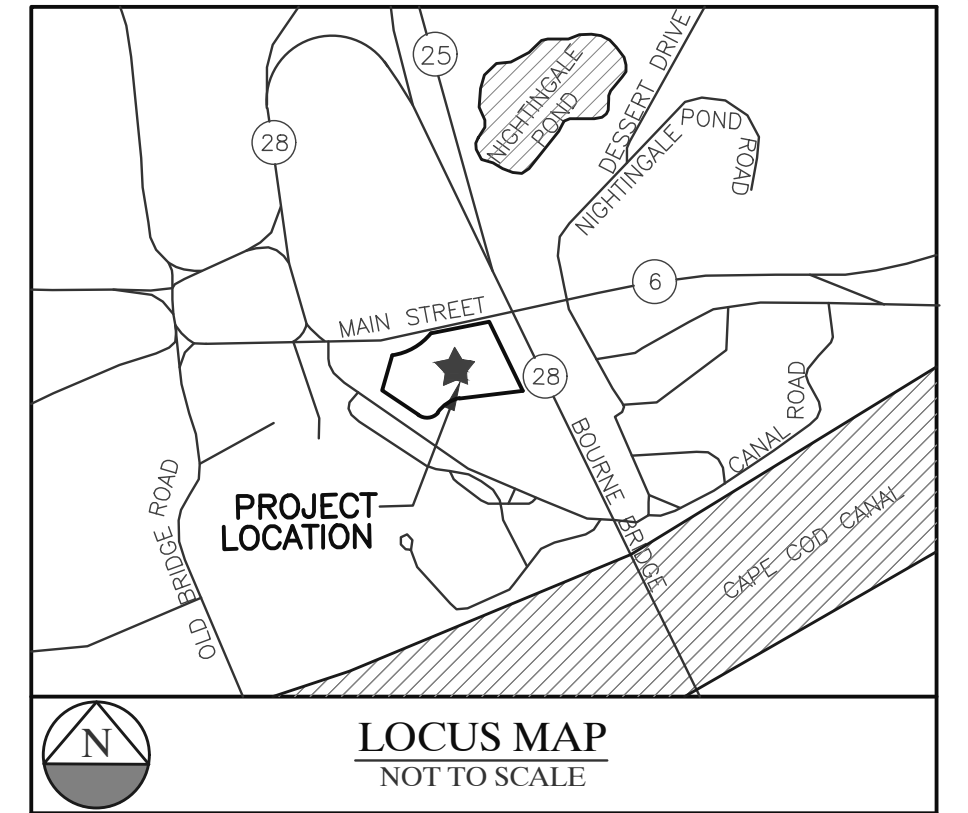 25
28
NIGHTINGALE
POND
DESSERT DRIVE
NIGHTINGALE POND ROAD
6
MAIN STREET
28
BOURNE BRIDGE
CANAL ROAD
CAPE COD CANAL
OLD BRIDGE ROAD
PROJECT
LOCATION
N
LOCUS MAP
NOT TO SCALE